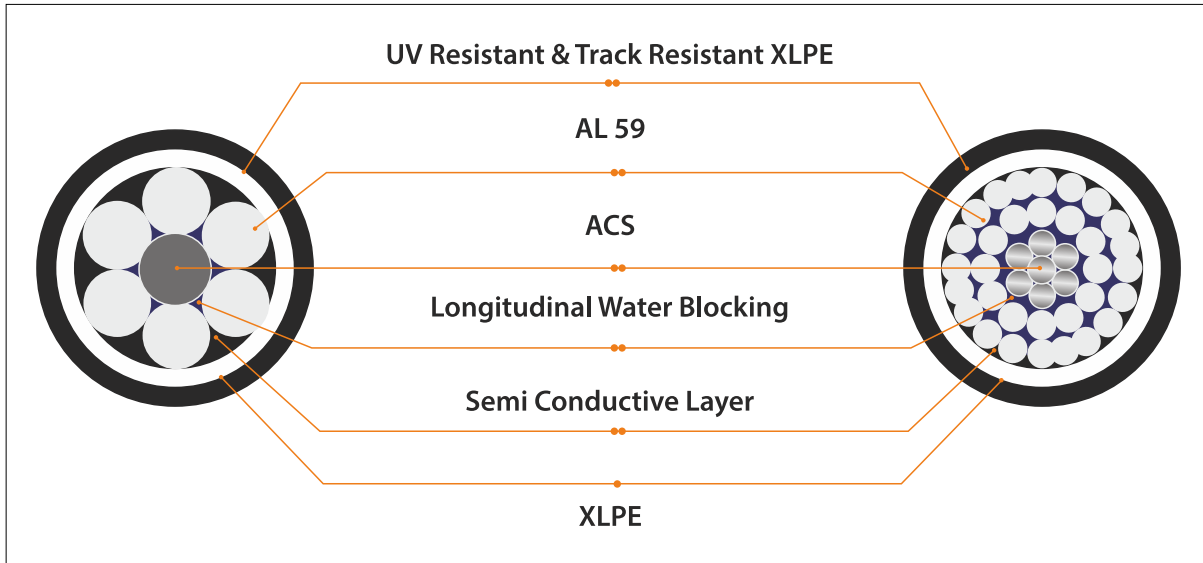 UV Resistant & Track Resistant XLPE
AL 59
ACS
Longitudinal Water Blocking
Semi Conductive Layer
XLPE